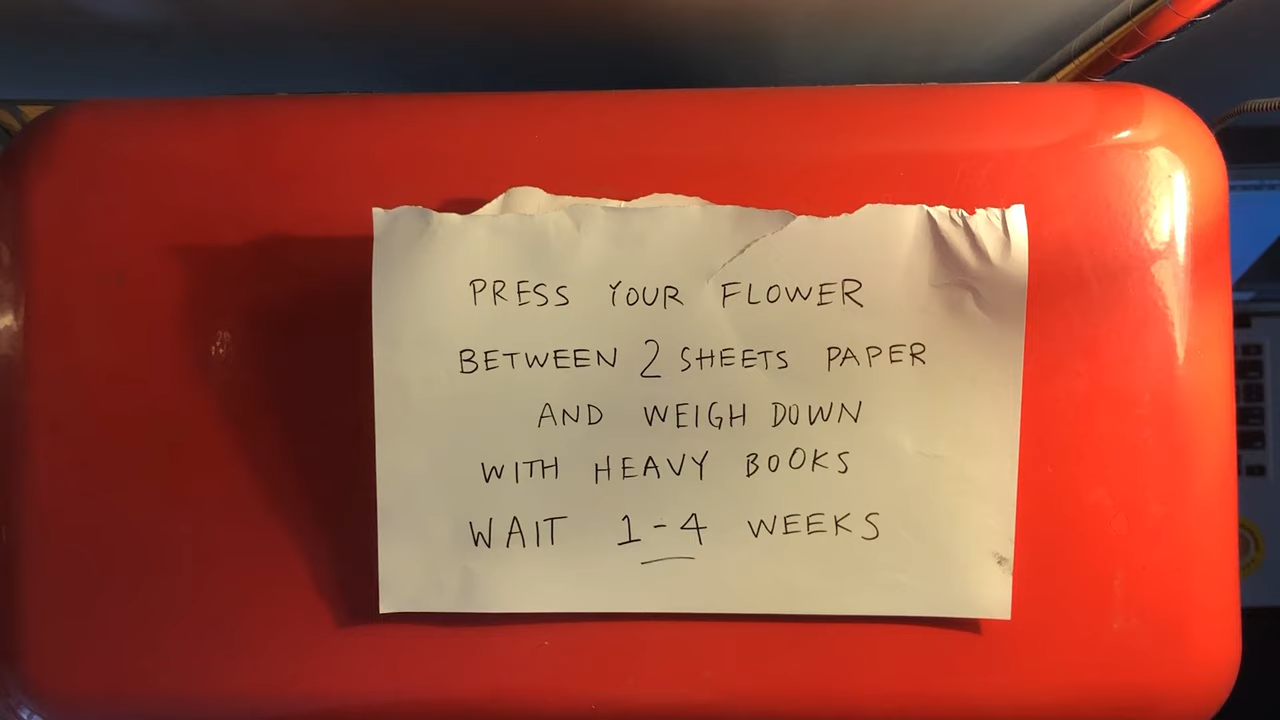 PRESS YOUR FLOWER
BETWEEN 2 SHEETS PAPER
AND WEIGH DOWN
WITH HEAVY BOOKS
WAIT 1-4 WEEKS